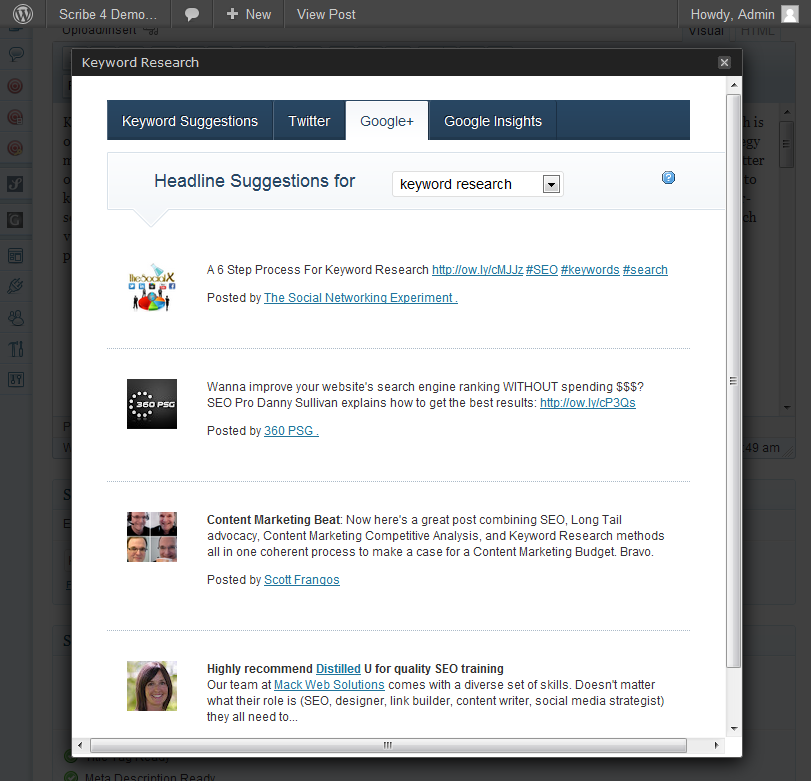 Scribe 4 Demo...
+ New
View Post
Howdy, Admin
Upload/Insert
Visual
HTML
Keyword Research
Keyword Suggestions
Twitter
Google+
Google Insights
Headline Suggestions for
keyword research
The Social X
A 6 Step Process For Keyword Research http://ow.ly/cMJJz #SEO #keywords #search
Posted by The Social Networking Experiment .
360 PSG
Wanna improve your website's search engine ranking WITHOUT spending $$$?
SEO Pro Danny Sullivan explains how to get the best results: http://ow.ly/cP3Qs
Posted by 360 PSG .
Content Marketing Beat: Now here's a great post combining SEO, Long Tail
advocacy, Content Marketing Competitive Analysis, and Keyword Research methods
all in one coherent process to make a case for a Content Marketing Budget. Bravo.
Posted by Scott Frangos
Highly recommend Distilled U for quality SEO training
Our team at Mack Web Solutions comes with a diverse set of skills. Doesn't matter
what their role is (SEO, designer, link builder, content writer, social media strategist)
they all need to...
Meta Description Ready